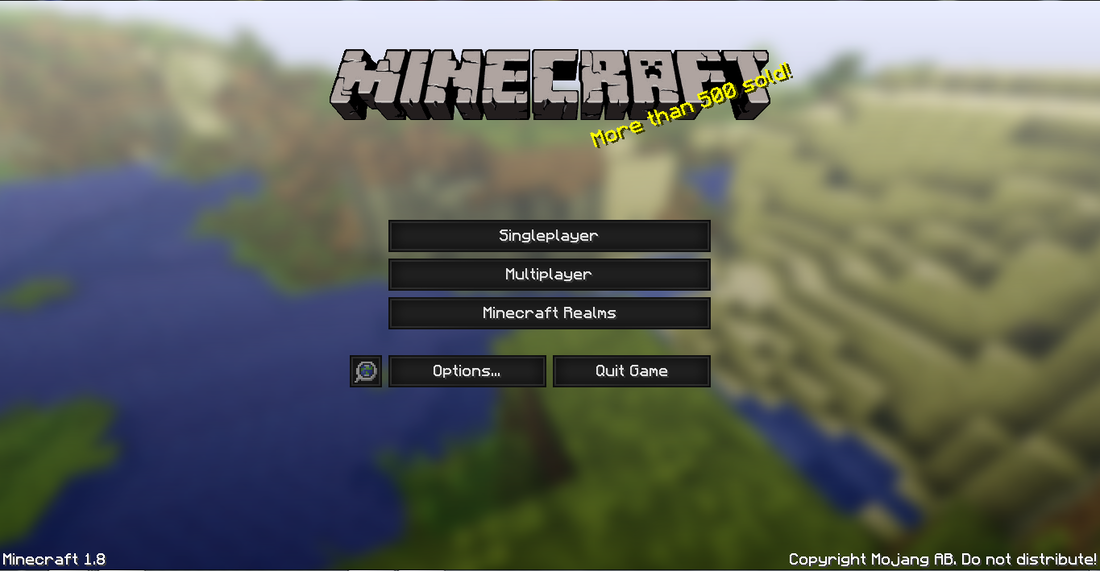 MINECRAFT
More than 500 sold!
Singleplayer
Multiplayer
Minecraft Realms
Options...
Quit Game
Minecraft 1.8
Copyright Mojang AB. Do not distribute!